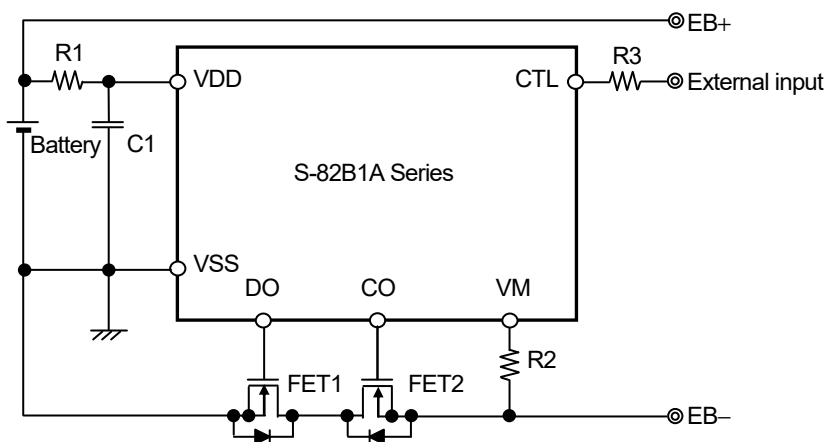 EB+
R1
R3
VDD
CTL
External input
Battery
C1
S-82B1A Series
VSS
DO
CO
VM
R2
FET1
FET2
EB−